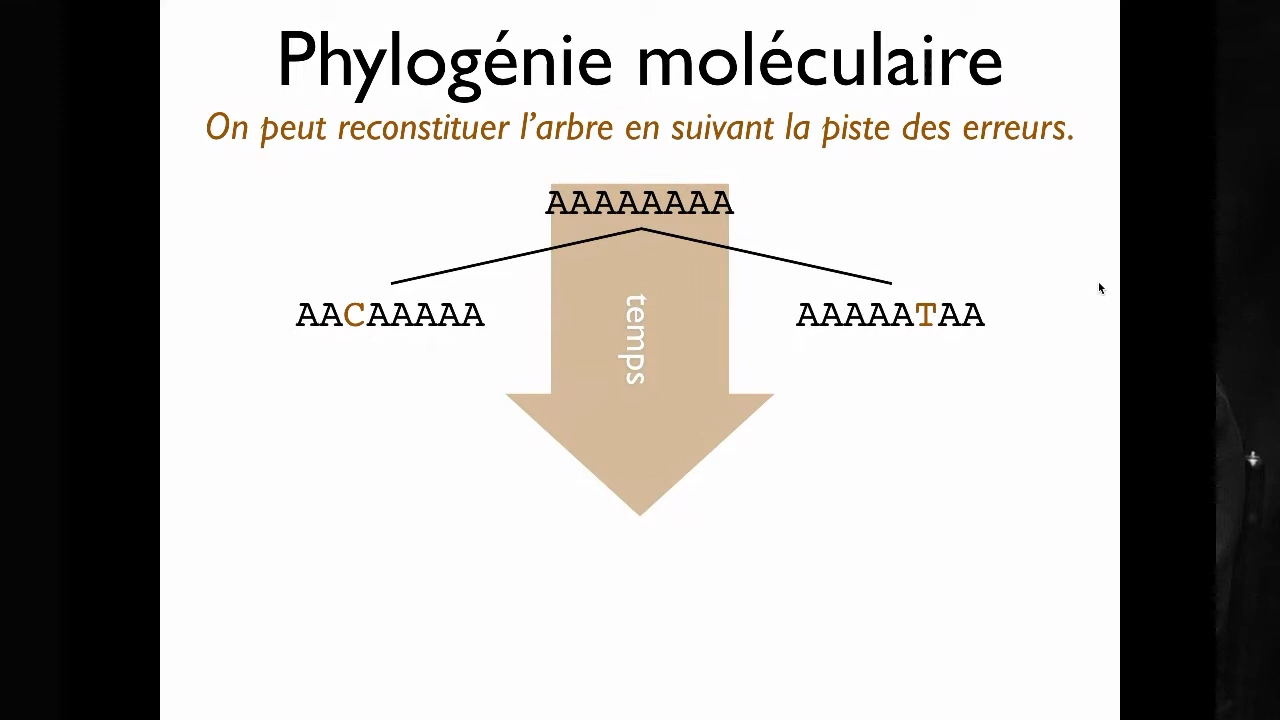 Phylogénie moléculaire
On peut reconstituer l'arbre en suivant la piste des erreurs.
AAAAAAAA
AACAAAAA
AAAAATAA
temps